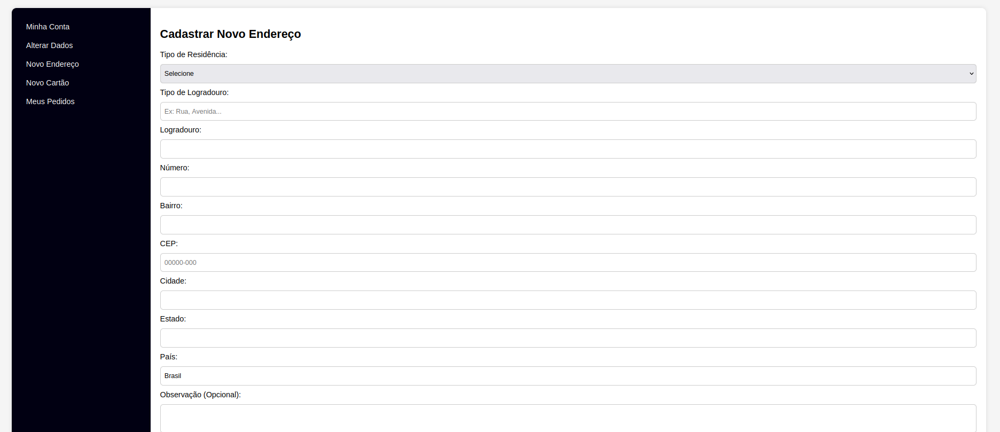 Minha Conta
Alterar Dados
Novo Endereço
Novo Cartão
Meus Pedidos
Cadastrar Novo Endereço
Tipo de Residência:
Selecione
Tipo de Logradouro:
Ex: Rua, Avenida...
Logradouro:
Número:
Bairro:
CEP:
00000-000
Cidade:
Estado:
País:
Brasil
Observação (Opcional):